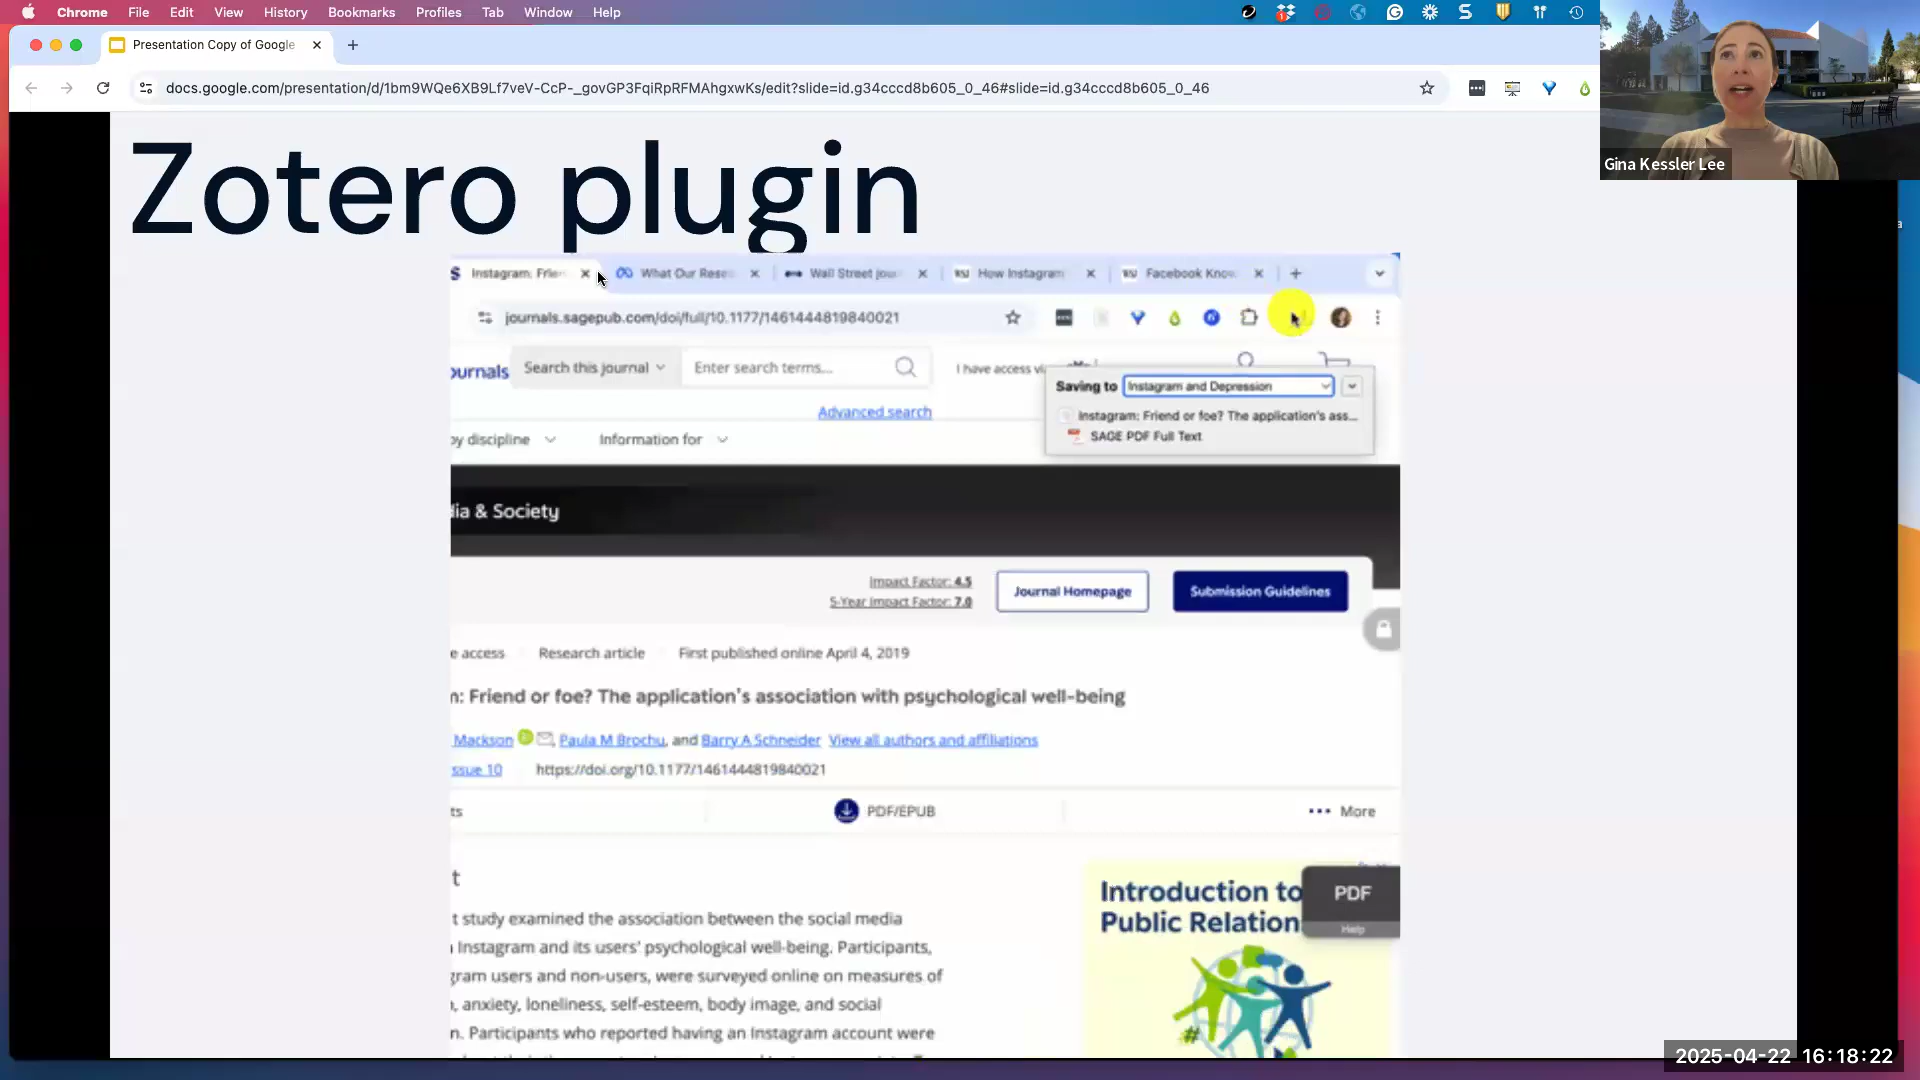 Chrome File Edit View History Bookmarks Profiles Tab Window Help
Presentation Copy of Google
docs.google.com/presentation/d/1bm9WQe6XB9Lf7veV-CcP-_govGP3FqiRpRFMAhgxwKs/edit?slide=id.g34cccd8b605_0_46#slide=id.g34cccd8b605_0_46
Gina Kessler Lee
Zotero plugin
Instagram: Frie What Our Rese Wall Street jou How Instagram Facebook Know
journals.sagepub.com/doi/full/10.1177/1461444819840021
ournals Search this journal Enter search terms... I have access vi
Saving to Instagram and Depression
Advanced search
Instagram: Friend or foe? The application's ass...
SAGE PDF Full Text
by discipline Information for
dia & Society
Impact Factor: 4.5
5-Year Impact Factor: 7.0
Journal Homepage Submission Guidelines
e access Research article First published online April 4, 2019
m: Friend or foe? The application's association with psychological well-being
Mackson, Paula M Brochu, and Barry A Schneider View all authors and affiliations
ssue 10 https://doi.org/10.1177/1461444819840021
ts PDF/EPUB More
t
Introduction to
Public Relation
PDF
Help
t study examined the association between the social media
Instagram and its users' psychological well-being. Participants,
gram users and non-users, were surveyed online on measures of
, anxiety, loneliness, self-esteem, body image, and social
n. Participants who reported having an Instagram account were
2025-04-22 16:18:22